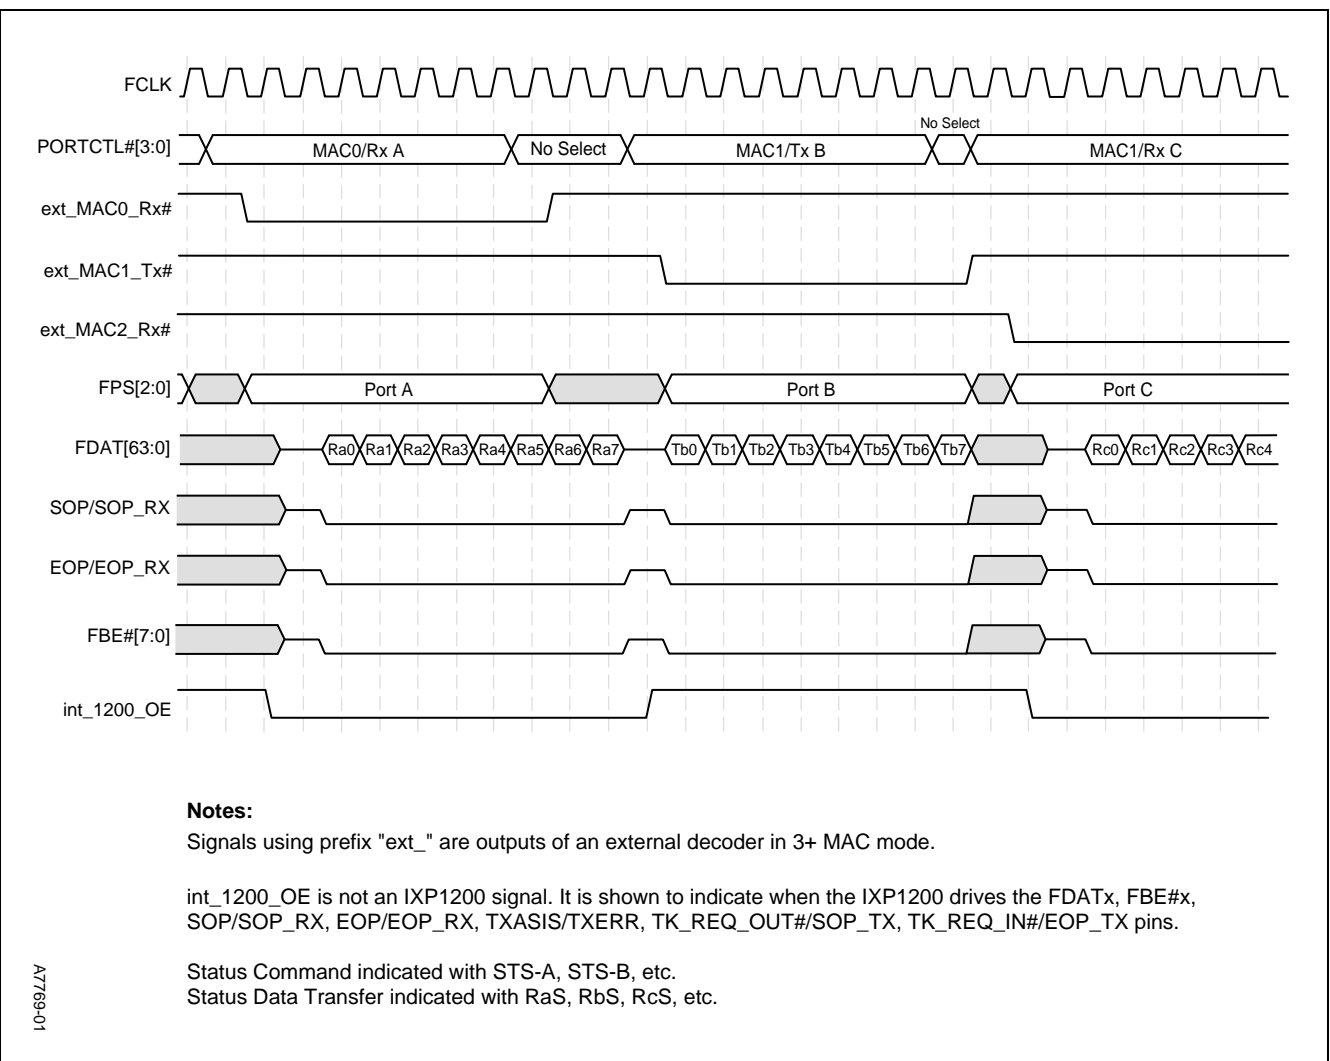 FCLK
No Select
PORTCTL#[3:0] MAC0/Rx A No Select MAC1/Tx B MAC1/Rx C
ext_MAC0_Rx#
ext_MAC1_Tx#
ext_MAC2_Rx#
FPS[2:0] Port A Port B Port C
FDAT[63:0] Ra0 Ra1 Ra2 Ra3 Ra4 Ra5 Ra6 Ra7 Tb0 Tb1 Tb2 Tb3 Tb4 Tb5 Tb6 Tb7 Rc0 Rc1 Rc2 Rc3 Rc4
SOP/SOP_RX
EOP/EOP_RX
FBE#[7:0]
int_1200_OE
Notes:
Signals using prefix "ext_" are outputs of an external decoder in 3+ MAC mode.
int_1200_OE is not an IXP1200 signal. It is shown to indicate when the IXP1200 drives the FDATx, FBE#x,
SOP/SOP_RX, EOP/EOP_RX, TXASIS/TXERR, TK_REQ_OUT#/SOP_TX, TK_REQ_IN#/EOP_TX pins.
Status Command indicated with STS-A, STS-B, etc.
Status Data Transfer indicated with RaS, RbS, RcS, etc.
A7769-01